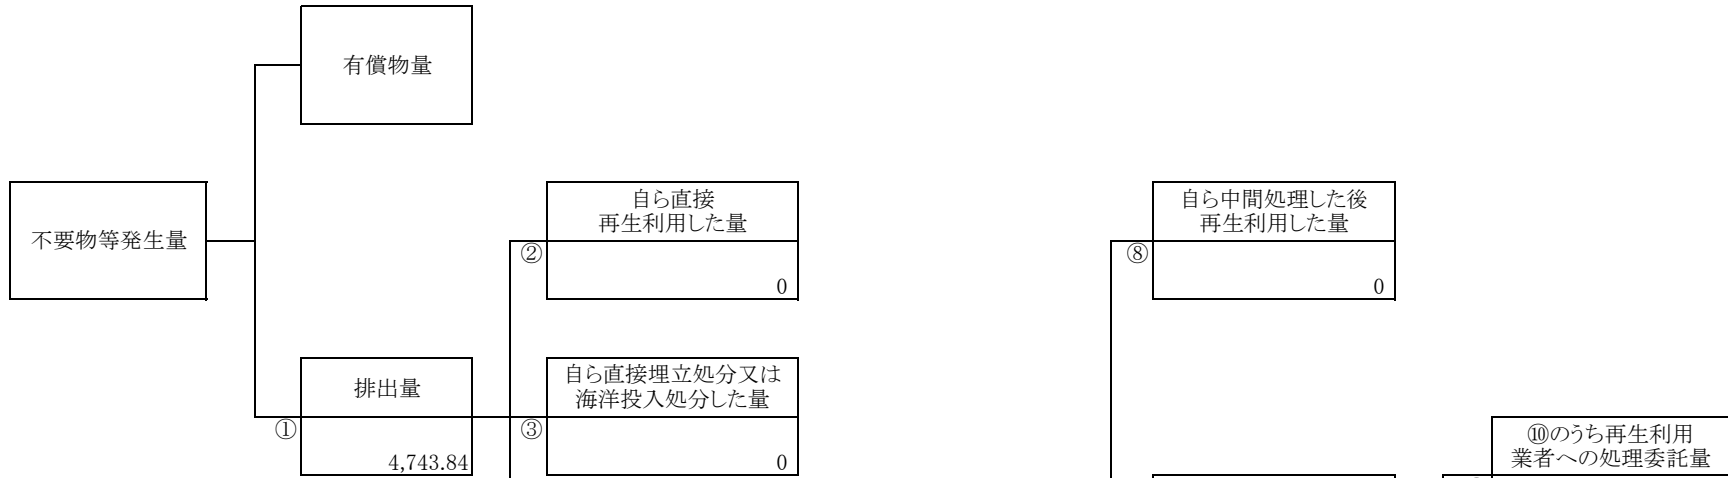 有償物量
不要物等発生量
自ら直接
再生利用した量
②
0
自ら中間処理した後
再生利用した量
⑧
0
排出量
①
4,743.84
自ら直接埋立処分又は
海洋投入処分した量
③
0
⑩のうち再生利用
業者への処理委託量